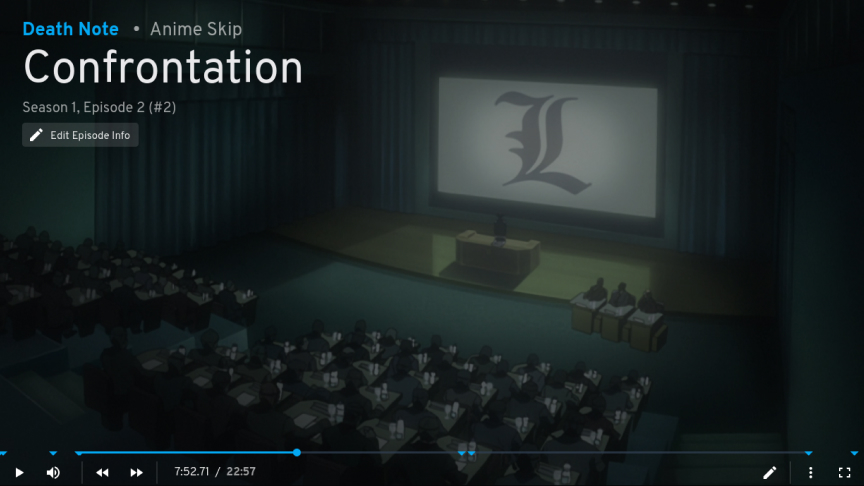 Death Note • Anime Skip
Confrontation
Season 1, Episode 2 (#2)
Edit Episode Info
L
7:52.71 / 22:57